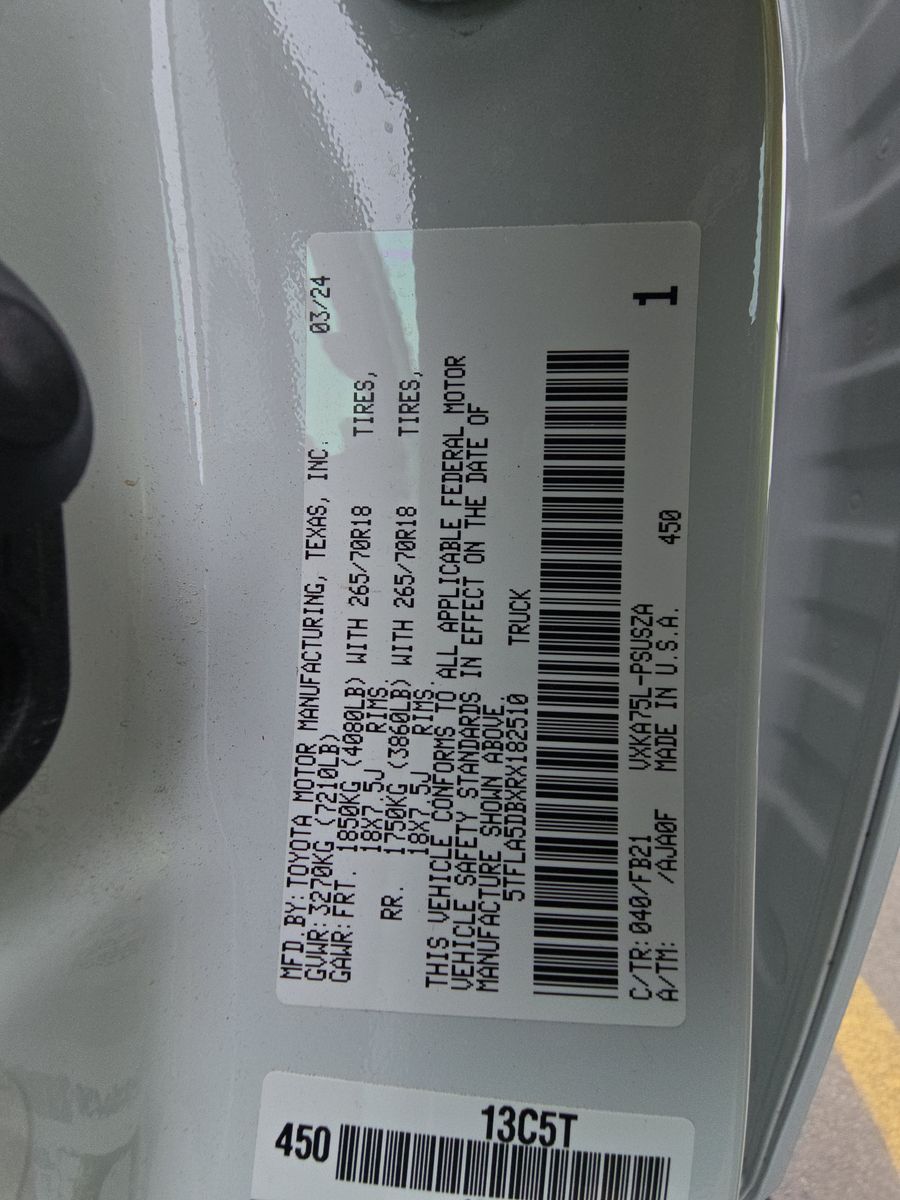 MFD.BY:TOYOTA MOTOR MANUFACTURING, TEXAS, INC. 03/24
GVWR:3270KG (7210LB)
GAWR:FRT. 1850KG (4080LB) WITH 265/70R18 TIRES,
18X7.5J RIMS,
RR. 1750KG (3860LB) WITH 265/70R18 TIRES,
18X7.5J RIMS.
THIS VEHICLE CONFORMS TO ALL APPLICABLE FEDERAL MOTOR
VEHICLE SAFETY STANDARDS IN EFFECT ON THE DATE OF
MANUFACTURE SHOWN ABOVE.
5TFLA5DBXRX182510 TRUCK
C/TR:040/FB21 VXKA75L-PSUSZA 1
A/TM: /AJA0F MADE IN U.S.A. 450
450 13C5T